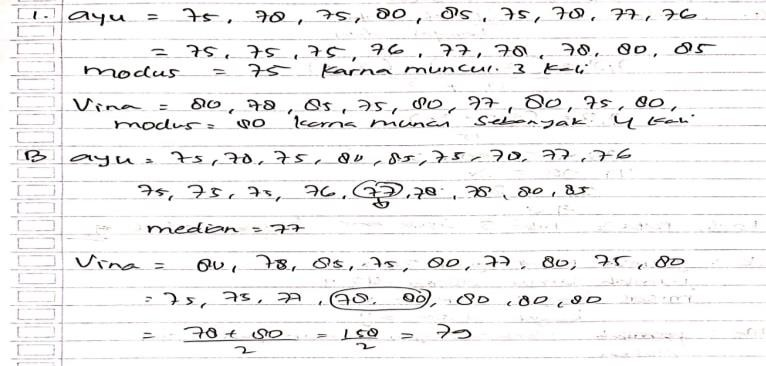 1. ayu = 75, 78, 75, 80, 85, 75, 78, 77, 76
= 75, 75, 75, 76, 77, 78, 78, 80, 85
modus = 75 karna muncul 3 kali
Vina = 80, 78, 85, 75, 80, 77, 80, 75, 80,
modus = 80 karna muncul sebanyak 4 kali
B ayu = 75, 78, 75, 80, 85, 75, 78, 77, 76
75, 75, 75, 76, 77, 78, 78, 80, 85
median = 77
Vina = 80, 78, 85, 75, 80, 77, 80, 75, 80
= 75, 75, 77, 78, 80, 80, 80, 80
= 78 + 80 / 2 = 158 / 2 = 79